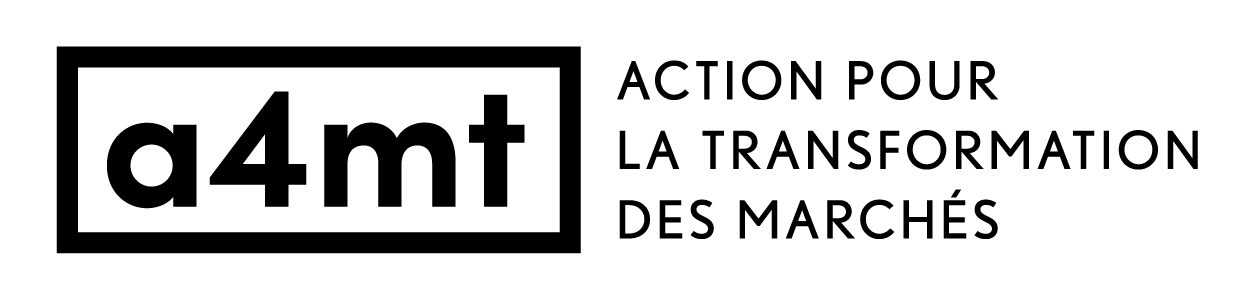 a4mt
ACTION POUR
LA TRANSFORMATION
DES MARCHÉS